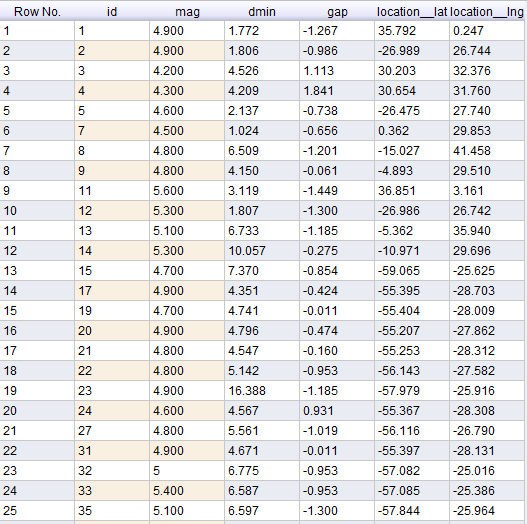 Row No. id mag dmin gap location__lat location__lng
1 1 4.900 1.772 -1.267 35.792 0.247
2 2 4.900 1.806 -0.986 -26.989 26.744
3 3 4.200 4.526 1.113 30.203 32.376
4 4 4.300 4.209 1.841 30.654 31.760
5 5 4.600 2.137 -0.738 -26.475 27.740
6 7 4.500 1.024 -0.656 0.362 29.853
7 8 4.800 6.509 -1.201 -15.027 41.458
8 9 4.800 4.150 -0.061 -4.893 29.510
9 11 5.600 3.119 -1.449 36.851 3.161
10 12 5.300 1.807 -1.300 -26.986 26.742
11 13 5.100 6.733 -1.185 -5.362 35.940
12 14 5.300 10.057 -0.275 -10.971 29.696
13 15 4.700 7.370 -0.854 -59.065 -25.625
14 17 4.900 4.351 -0.424 -55.395 -28.703
15 19 4.700 4.741 -0.011 -55.404 -28.009
16 20 4.900 4.796 -0.474 -55.207 -27.862
17 21 4.800 4.547 -0.160 -55.253 -28.312
18 22 4.800 5.142 -0.953 -56.143 -27.582
19 23 4.900 16.388 -1.185 -57.979 -25.916
20 24 4.600 4.567 0.931 -55.367 -28.308
21 27 4.800 5.561 -1.019 -56.116 -26.790
22 31 4.900 4.671 -0.011 -55.397 -28.131
23 32 5 6.775 -0.953 -57.082 -25.016
24 33 5.400 6.587 -0.953 -57.085 -25.386
25 35 5.100 6.597 -1.300 -57.844 -25.964